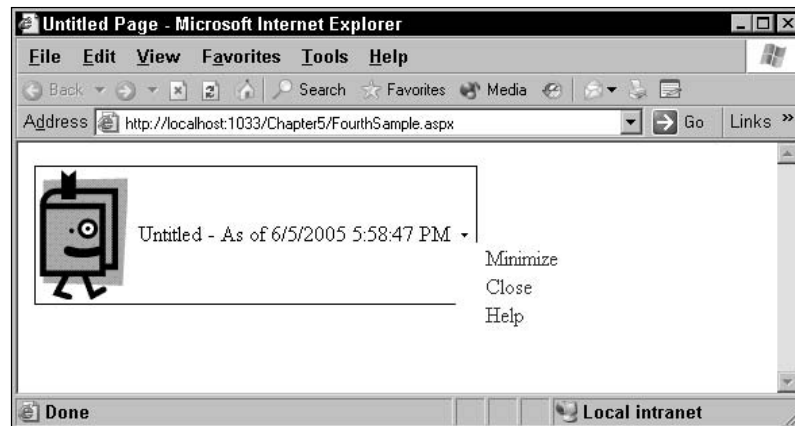 Untitled Page - Microsoft Internet Explorer
File Edit View Favorites Tools Help
Back Search Favorites Media
Address http://localhost:1033/Chapter5/FourthSample.aspx Go Links »
Untitled - As of 6/5/2005 5:58:47 PM
Minimize
Close
Help
Done Local intranet